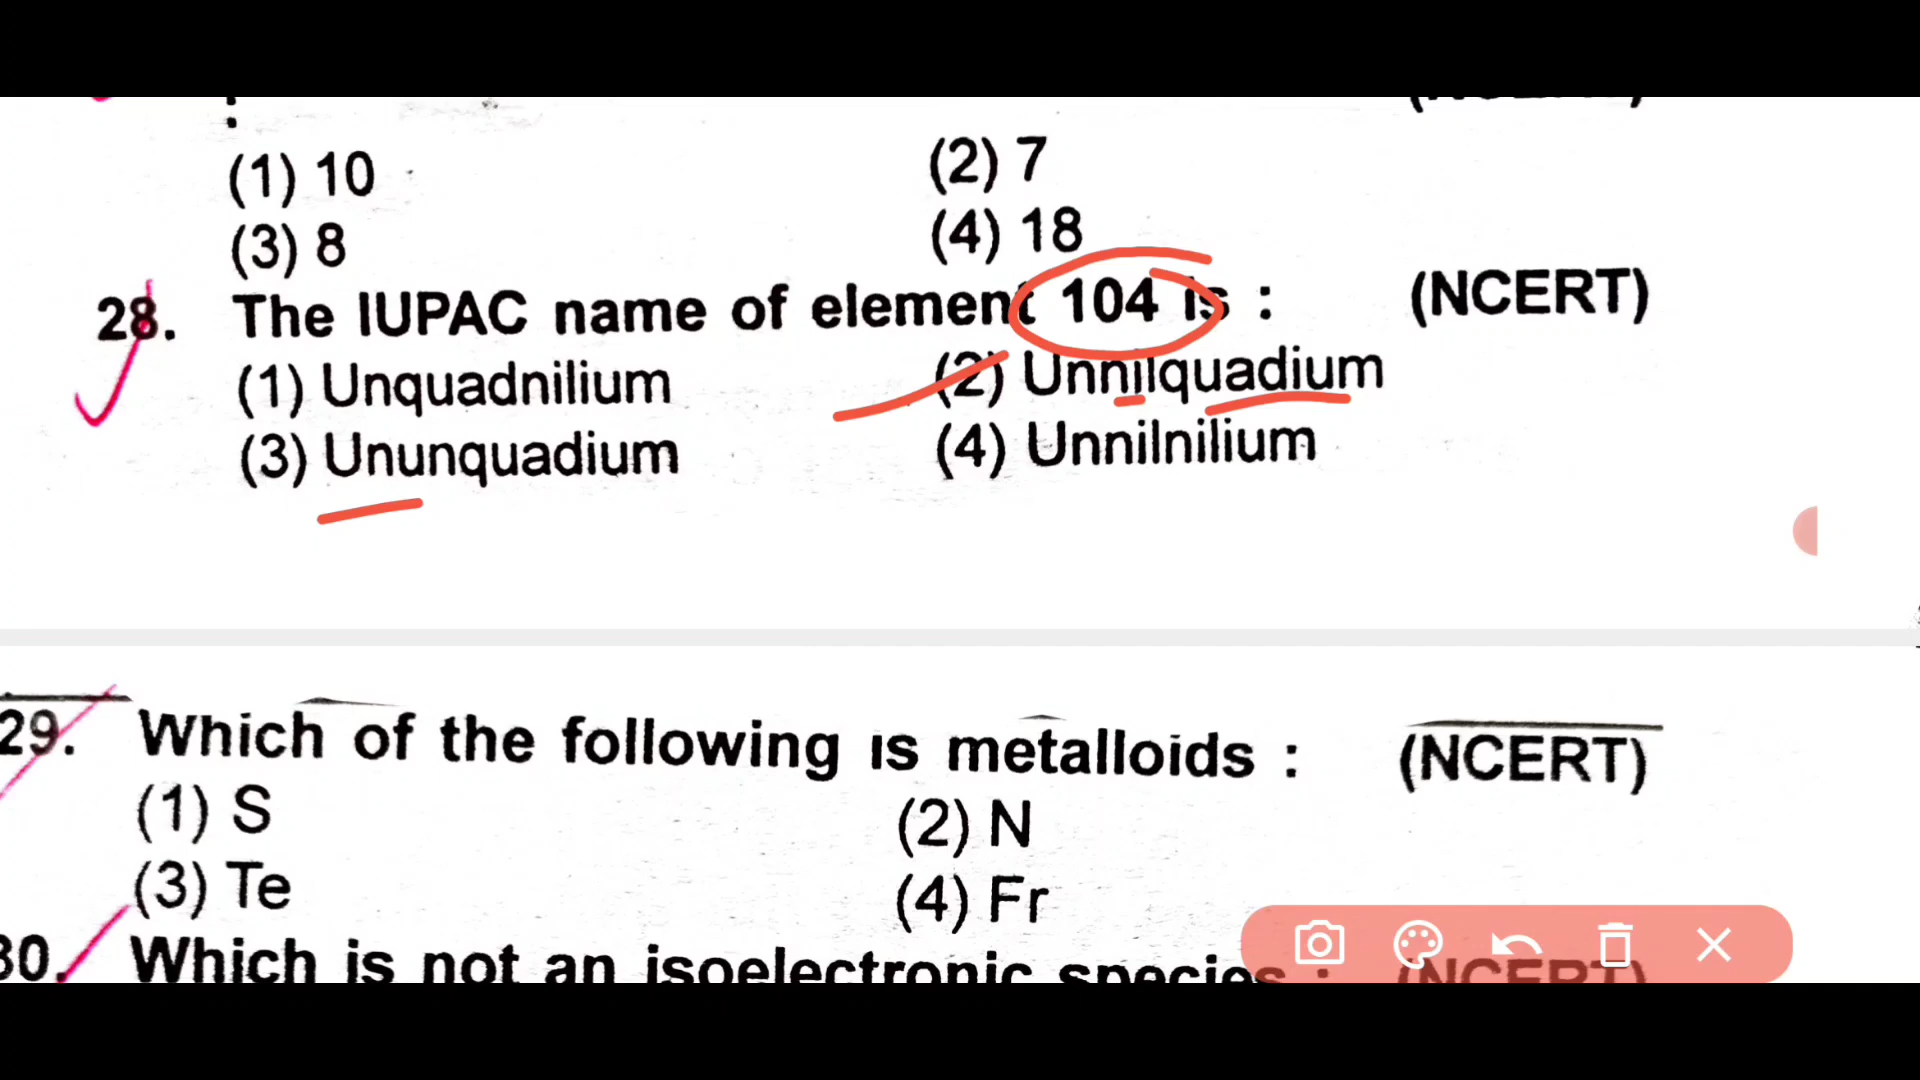 :
(1) 10
(2) 7
(3) 8
(4) 18
28. The IUPAC name of element 104 is : (NCERT)
(1) Unquadnilium
(2) Unnilquadium
(3) Ununquadium
(4) Unnilnilium
29. Which of the following is metalloids : (NCERT)
(1) S
(2) N
(3) Te
(4) Fr
30. Which is not an isoelectronic species : (NCERT)